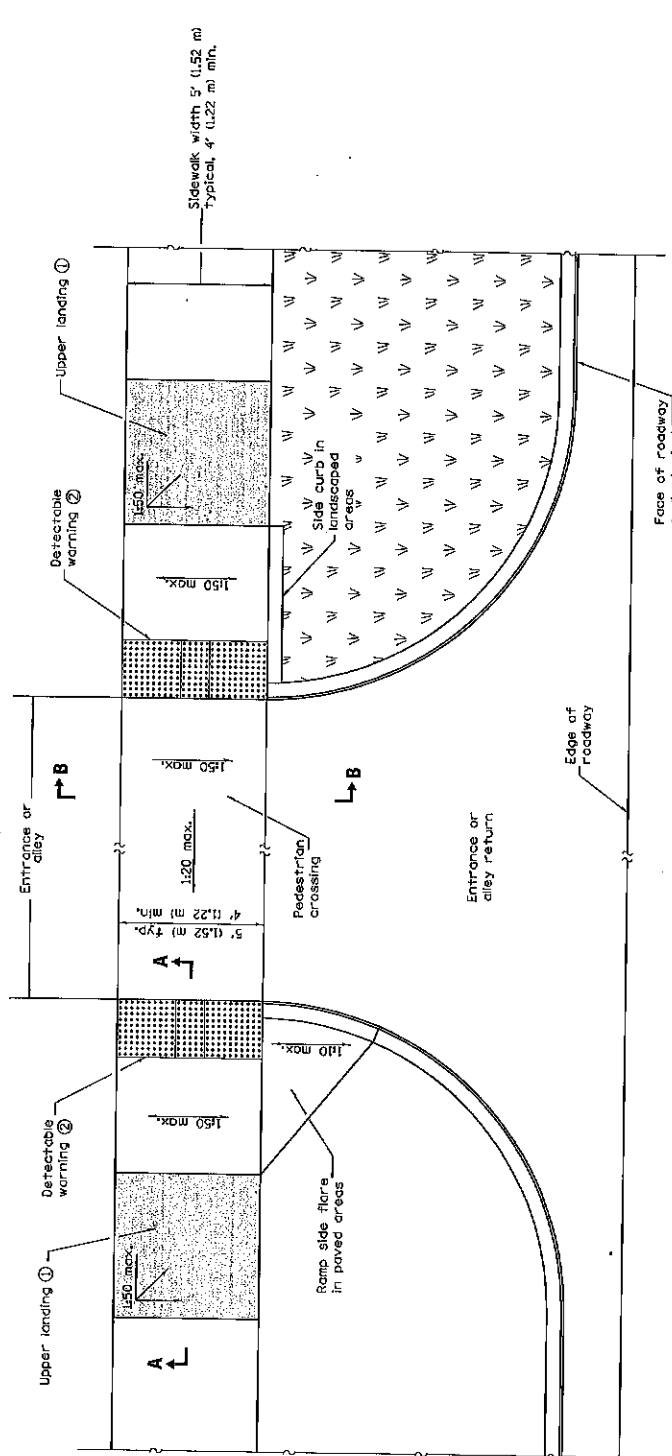 Entrance or
alley
B
Upper landing ①
Detectable
warning ②
Detectable
warning ②
Upper landing ①
Sidewalk width 5' (1.52 m)
typical, 4' (1.22 m) min.
A
A
1:50 max.
1:50 max.
5' (1.52 m) typ.
4' (1.22 m) min.
1:20 max.
1:50 max.
1:50 max.
1:50 max.
Side curb in
landscaped
areas
1:10 max.
Ramp side flare
in paved areas
Pedestrian
crossing
B
Entrance or
alley return
Edge of
roadway
Face of roadway